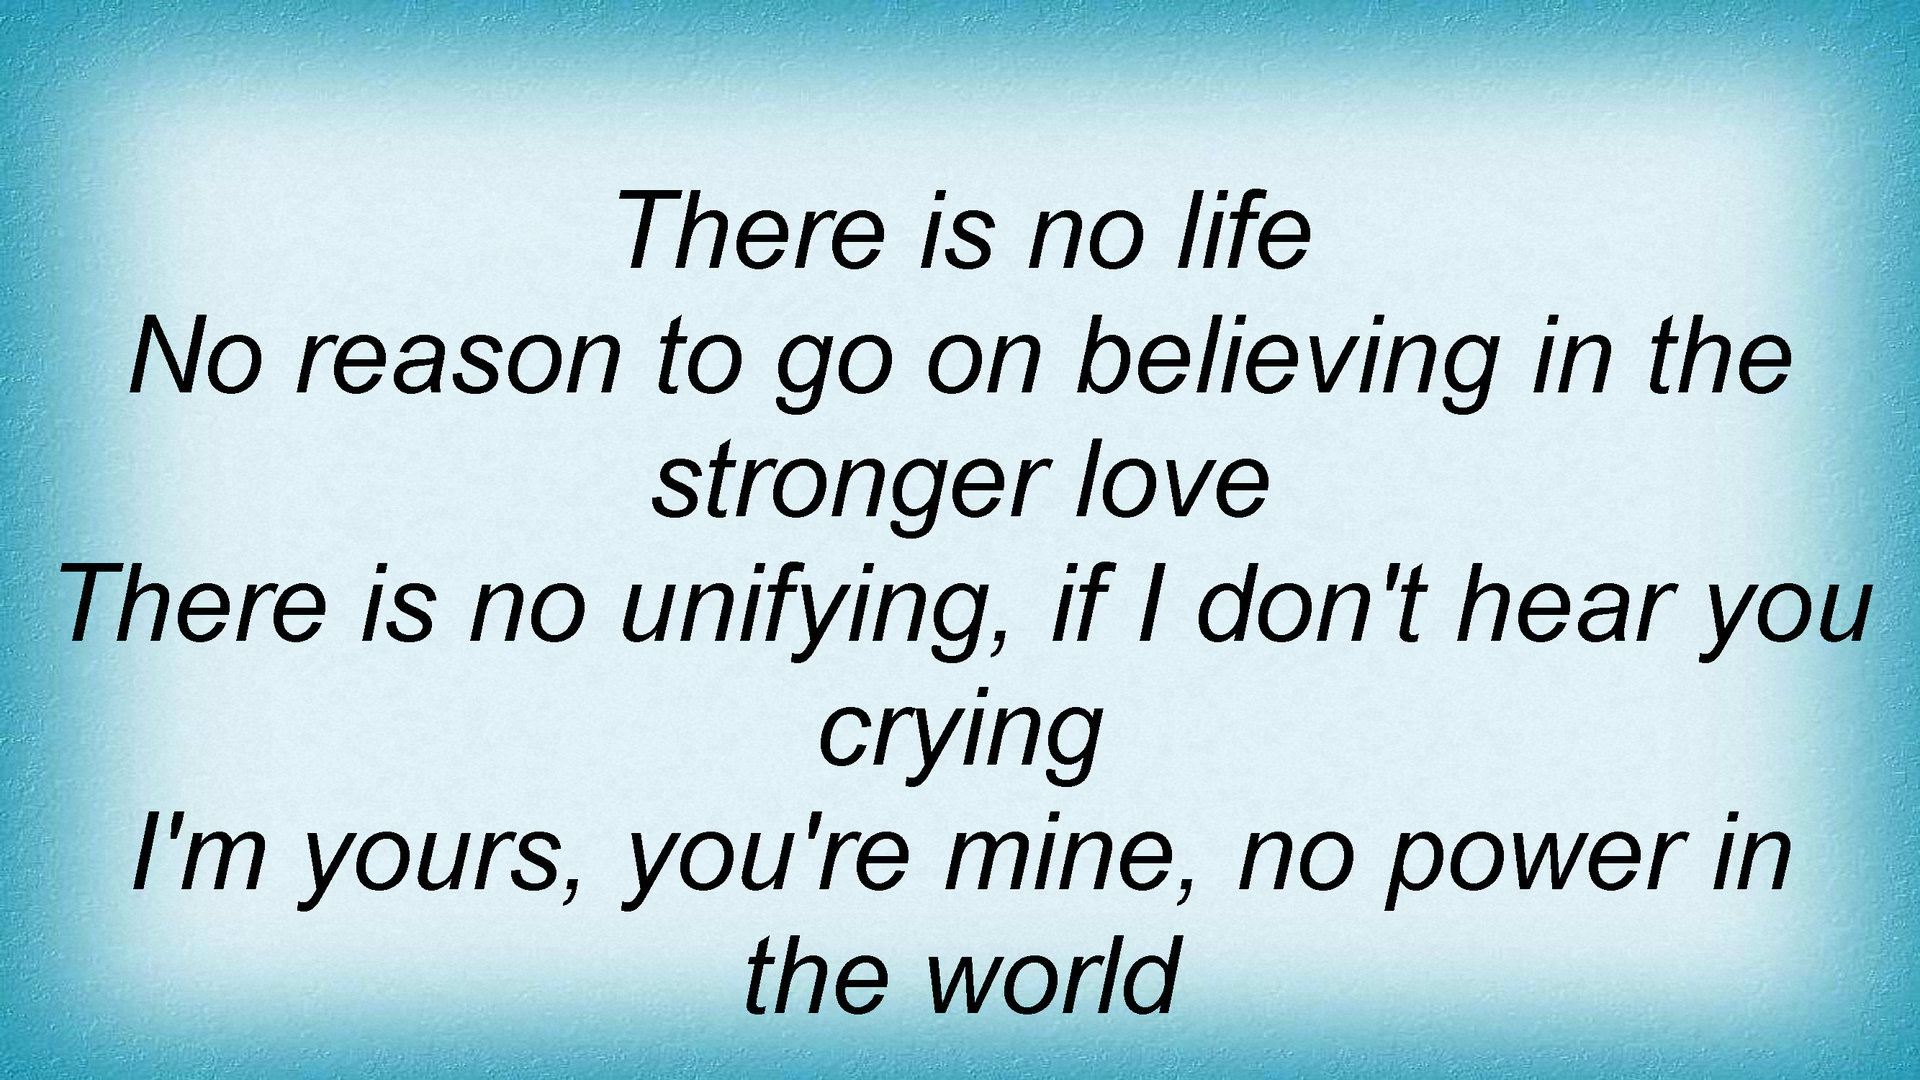 There is no life
No reason to go on believing in the
stronger love
There is no unifying, if I don't hear you
crying
I'm yours, you're mine, no power in
the world